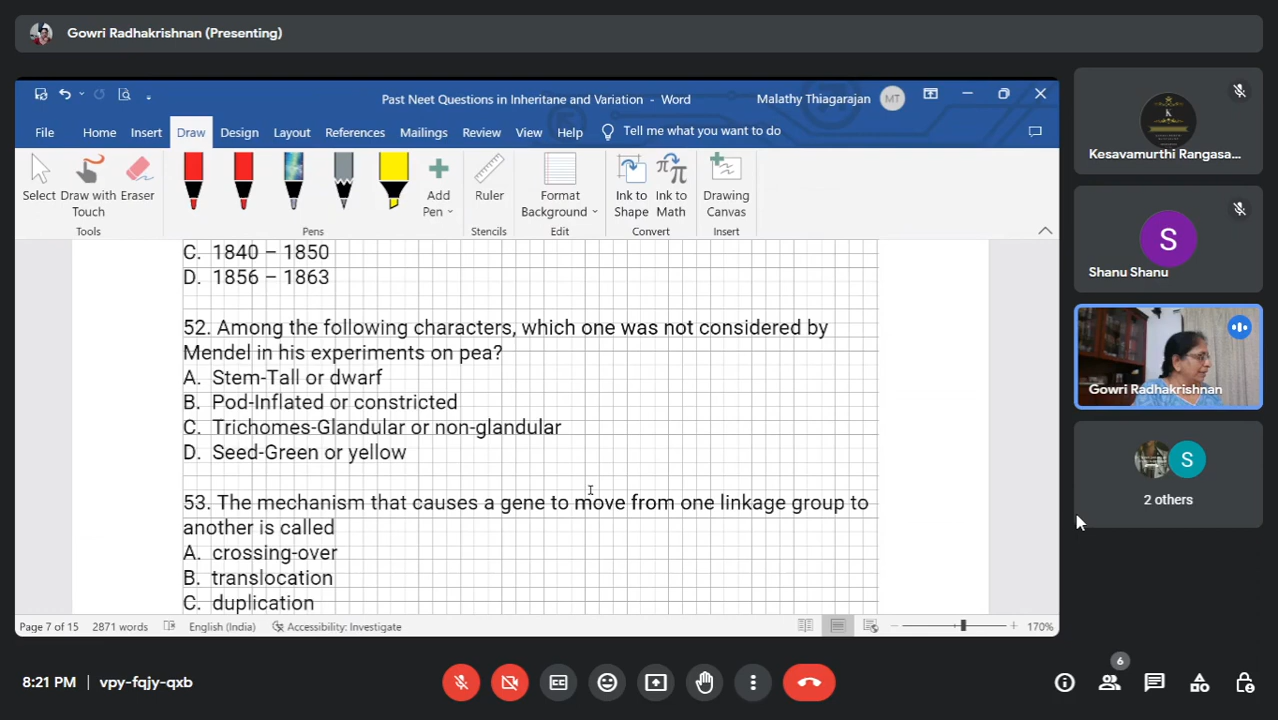 Gowri Radhakrishnan (Presenting)
Past Neet Questions in Inheritane and Variation - Word
Malathy Thiagarajan MT
File Home Insert Draw Design Layout References Mailings Review View Help Tell me what you want to do
Select Draw with Touch Eraser
Add Pen
Ruler
Format Background
Ink to Shape
Ink to Math
Drawing Canvas
Tools Pens Stencils Edit Convert Insert
C. 1840 – 1850
D. 1856 – 1863
52. Among the following characters, which one was not considered by
Mendel in his experiments on pea?
A. Stem-Tall or dwarf
B. Pod-Inflated or constricted
C. Trichomes-Glandular or non-glandular
D. Seed-Green or yellow
53. The mechanism that causes a gene to move from one linkage group to
another is called
A. crossing-over
B. translocation
C. duplication
Page 7 of 15 2871 words English (India) Accessibility: Investigate 170%
K
Kesavamurthi Rangasa...
S
Shanu Shanu
Gowri Radhakrishnan
S
2 others
8:21 PM | vpy-fqjy-qxb
6